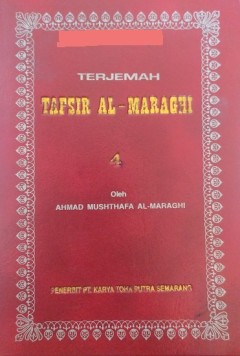 TERJEMAH
TAFSIR AL-MARAGHI
4
Oleh
AHMAD MUSHTHAFA AL-MARAGHI
PENERBIT PT. KARYA TOHA PUTRA SEMARANG